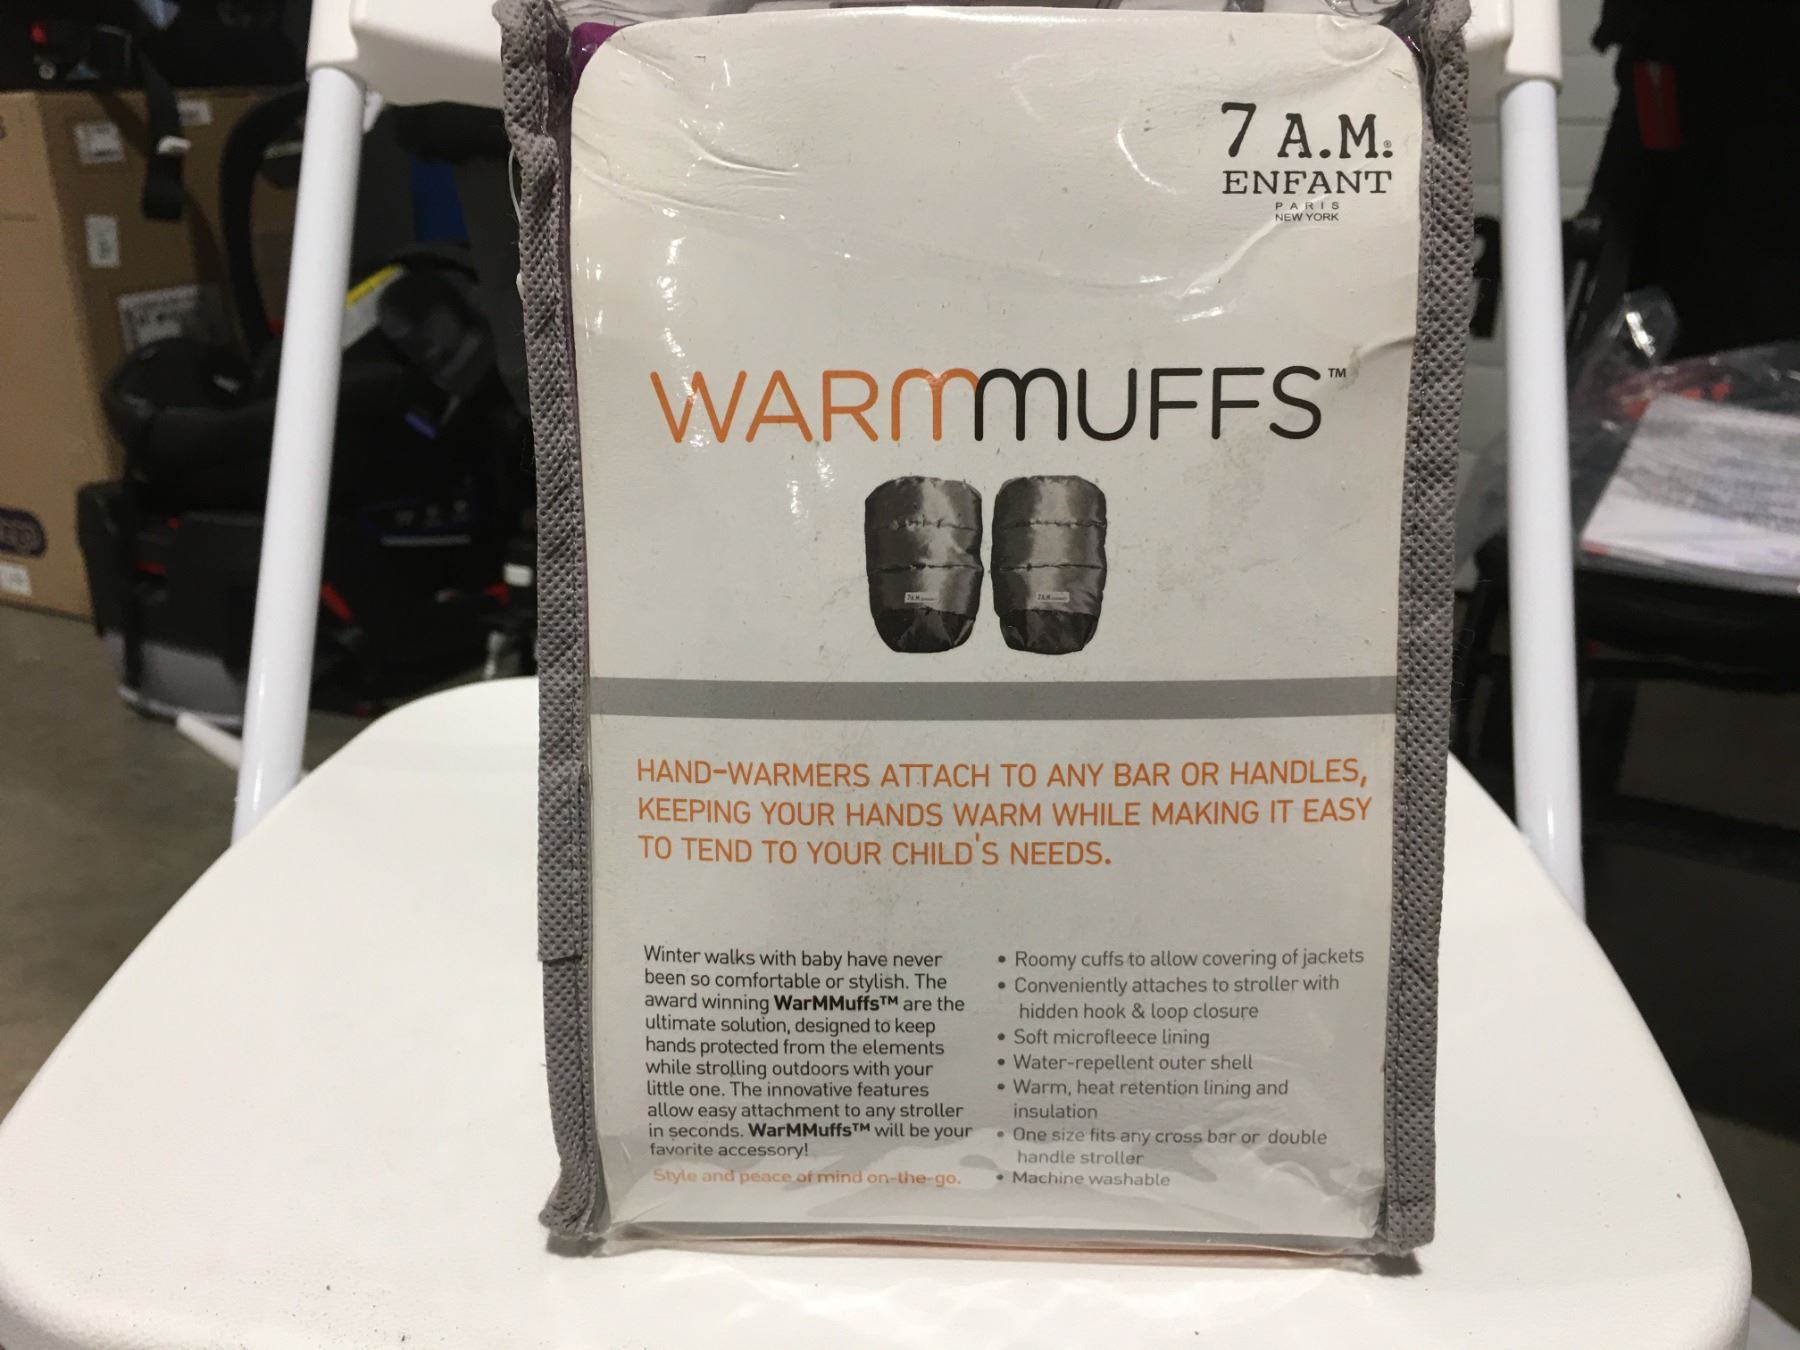 7 A.M.®
ENFANT
PARIS
NEW YORK
WARMMUFFS™
HAND-WARMERS ATTACH TO ANY BAR OR HANDLES,
KEEPING YOUR HANDS WARM WHILE MAKING IT EASY
TO TEND TO YOUR CHILD'S NEEDS.
Winter walks with baby have never
been so comfortable or stylish. The
award winning WarMMuffs™ are the
ultimate solution, designed to keep
hands protected from the elements
while strolling outdoors with your
little one. The innovative features
allow easy attachment to any stroller
in seconds. WarMMuffs™ will be your
favorite accessory!
Style and peace of mind on-the-go.
• Roomy cuffs to allow covering of jackets
• Conveniently attaches to stroller with
hidden hook & loop closure
• Soft microfleece lining
• Water-repellent outer shell
• Warm, heat retention lining and
insulation
• One size fits any cross bar or double
handle stroller
• Machine washable